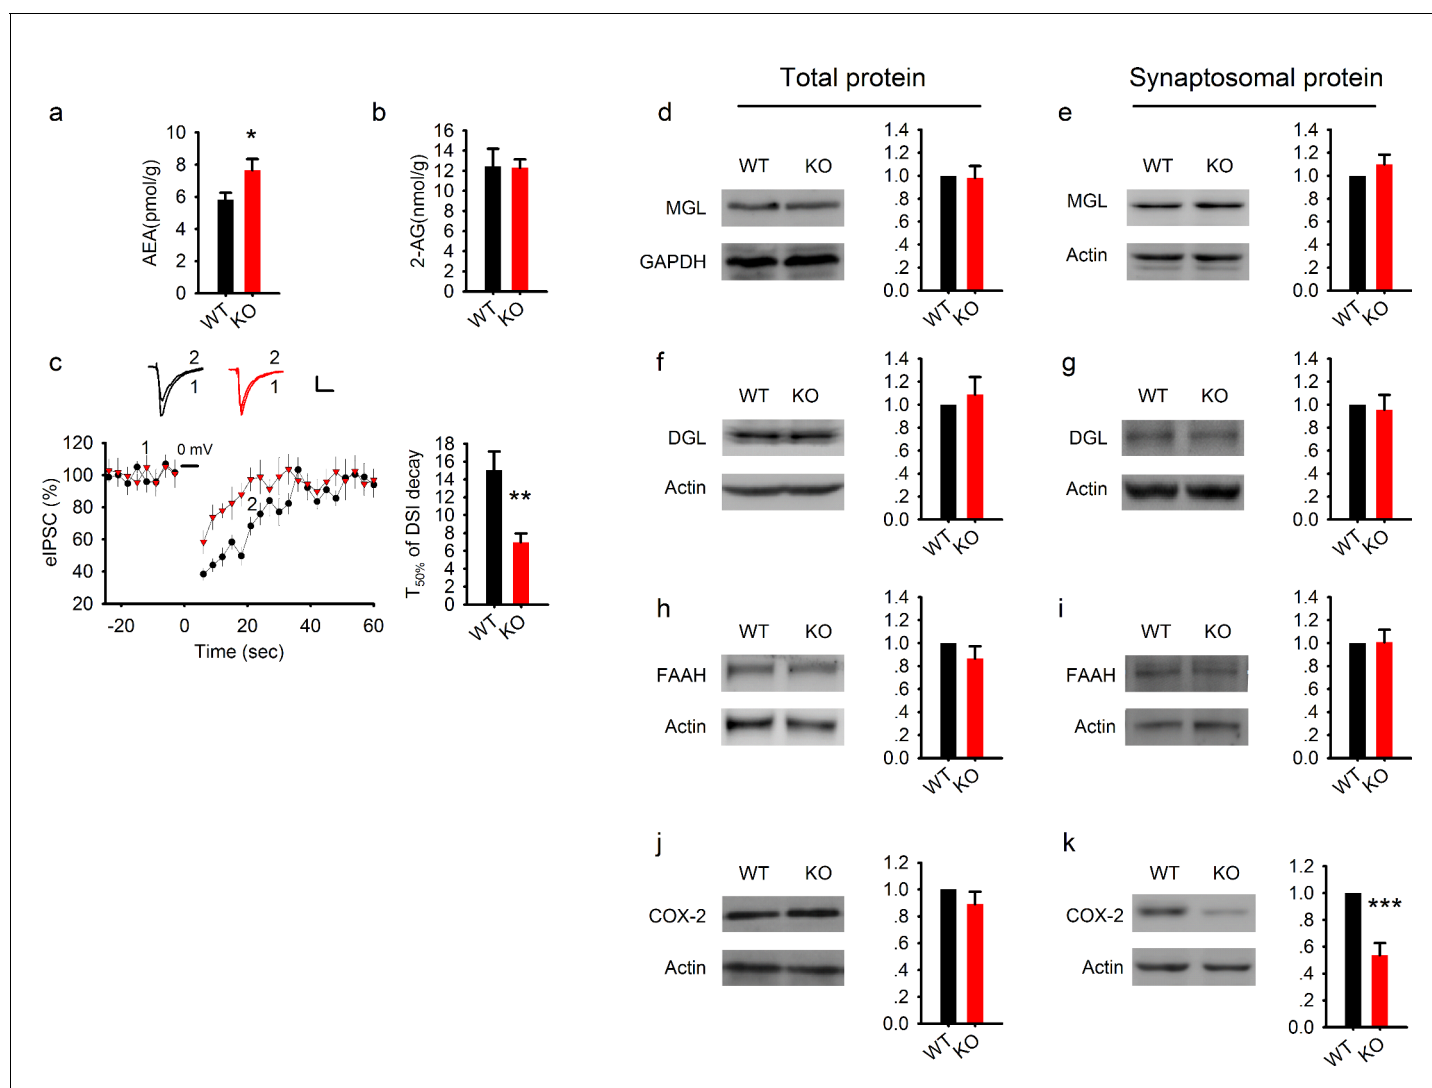 Total protein
Synaptosomal protein
a
AEA(pmol/g)
10
8
6
4
2
0
*
WT
KO
b
2-AG(nmol/g)
16
14
12
10
8
6
4
2
0
WT
KO
c
2
1
2
1
eIPSC (%)
120
100
80
60
40
20
1
0 mV
2
-20
0
20
40
60
Time (sec)
T50% of DSI decay
18
16
14
12
10
8
6
4
2
0
**
WT
KO
d
WT KO
MGL
GAPDH
1.4
1.2
1.0
.8
.6
.4
.2
0.0
WT
KO
e
WT KO
MGL
Actin
1.4
1.2
1.0
.8
.6
.4
.2
0.0
WT
KO
f
WT KO
DGL
Actin
1.4
1.2
1.0
.8
.6
.4
.2
0.0
WT
KO
g
WT KO
DGL
Actin
1.4
1.2
1.0
.8
.6
.4
.2
0.0
WT
KO
h
WT KO
FAAH
Actin
1.4
1.2
1.0
.8
.6
.4
.2
0.0
WT
KO
i
WT KO
FAAH
Actin
1.4
1.2
1.0
.8
.6
.4
.2
0.0
WT
KO
j
WT KO
COX-2
Actin
1.2
1.0
.8
.6
.4
.2
0.0
WT
KO
k
WT KO
COX-2
Actin
1.2
1.0
.8
.6
.4
.2
0.0
***
WT
KO